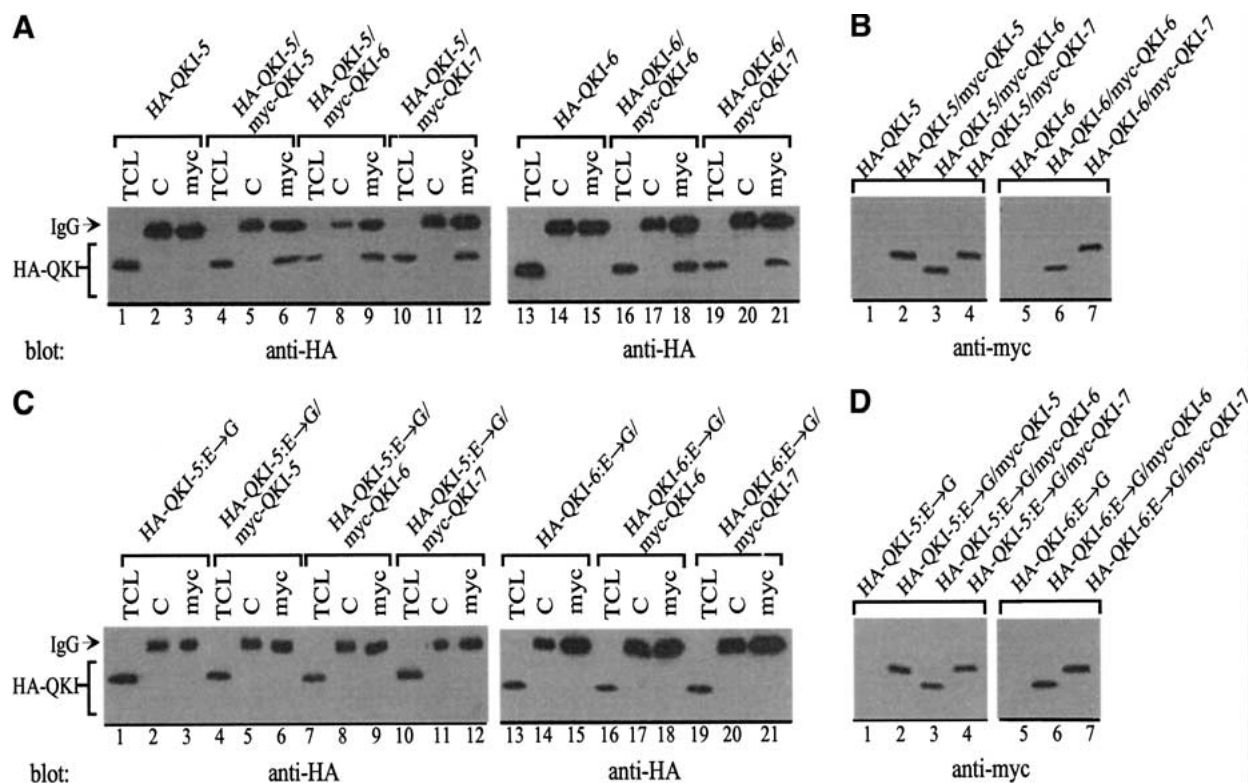 A
HA-QKI-5
HA-QKI-5/
myc-QKI-5
HA-QKI-5/
myc-QKI-6
HA-QKI-5/
myc-QKI-7
HA-QKI-6
HA-QKI-6/
myc-QKI-6
HA-QKI-6/
myc-QKI-7
TCL C myc TCL C myc TCL C myc TCL C myc
TCL C myc TCL C myc TCL C myc
IgG
HA-QKI
1 2 3 4 5 6 7 8 9 10 11 12
13 14 15 16 17 18 19 20 21
blot: anti-HA anti-HA
B
HA-QKI-5
HA-QKI-5/myc-QKI-5
HA-QKI-5/myc-QKI-6
HA-QKI-5/myc-QKI-7
HA-QKI-6
HA-QKI-6/myc-QKI-6
HA-QKI-6/myc-QKI-7
1 2 3 4 5 6 7
anti-myc
C
HA-QKI-5:E→G
HA-QKI-5:E→G/
myc-QKI-5
HA-QKI-5:E→G/
myc-QKI-6
HA-QKI-5:E→G/
myc-QKI-7
HA-QKI-6:E→G/
HA-QKI-6:E→G/
myc-QKI-6
HA-QKI-6:E→G/
myc-QKI-7
TCL C myc TCL C myc TCL C myc TCL C myc
TCL C myc TCL C myc TCL C myc
IgG
HA-QKI
1 2 3 4 5 6 7 8 9 10 11 12
13 14 15 16 17 18 19 20 21
blot: anti-HA anti-HA
D
HA-QKI-5:E→G
HA-QKI-5:E→G/myc-QKI-5
HA-QKI-5:E→G/myc-QKI-6
HA-QKI-5:E→G/myc-QKI-7
HA-QKI-6:E→G
HA-QKI-6:E→G/myc-QKI-6
HA-QKI-6:E→G/myc-QKI-7
1 2 3 4 5 6 7
anti-myc